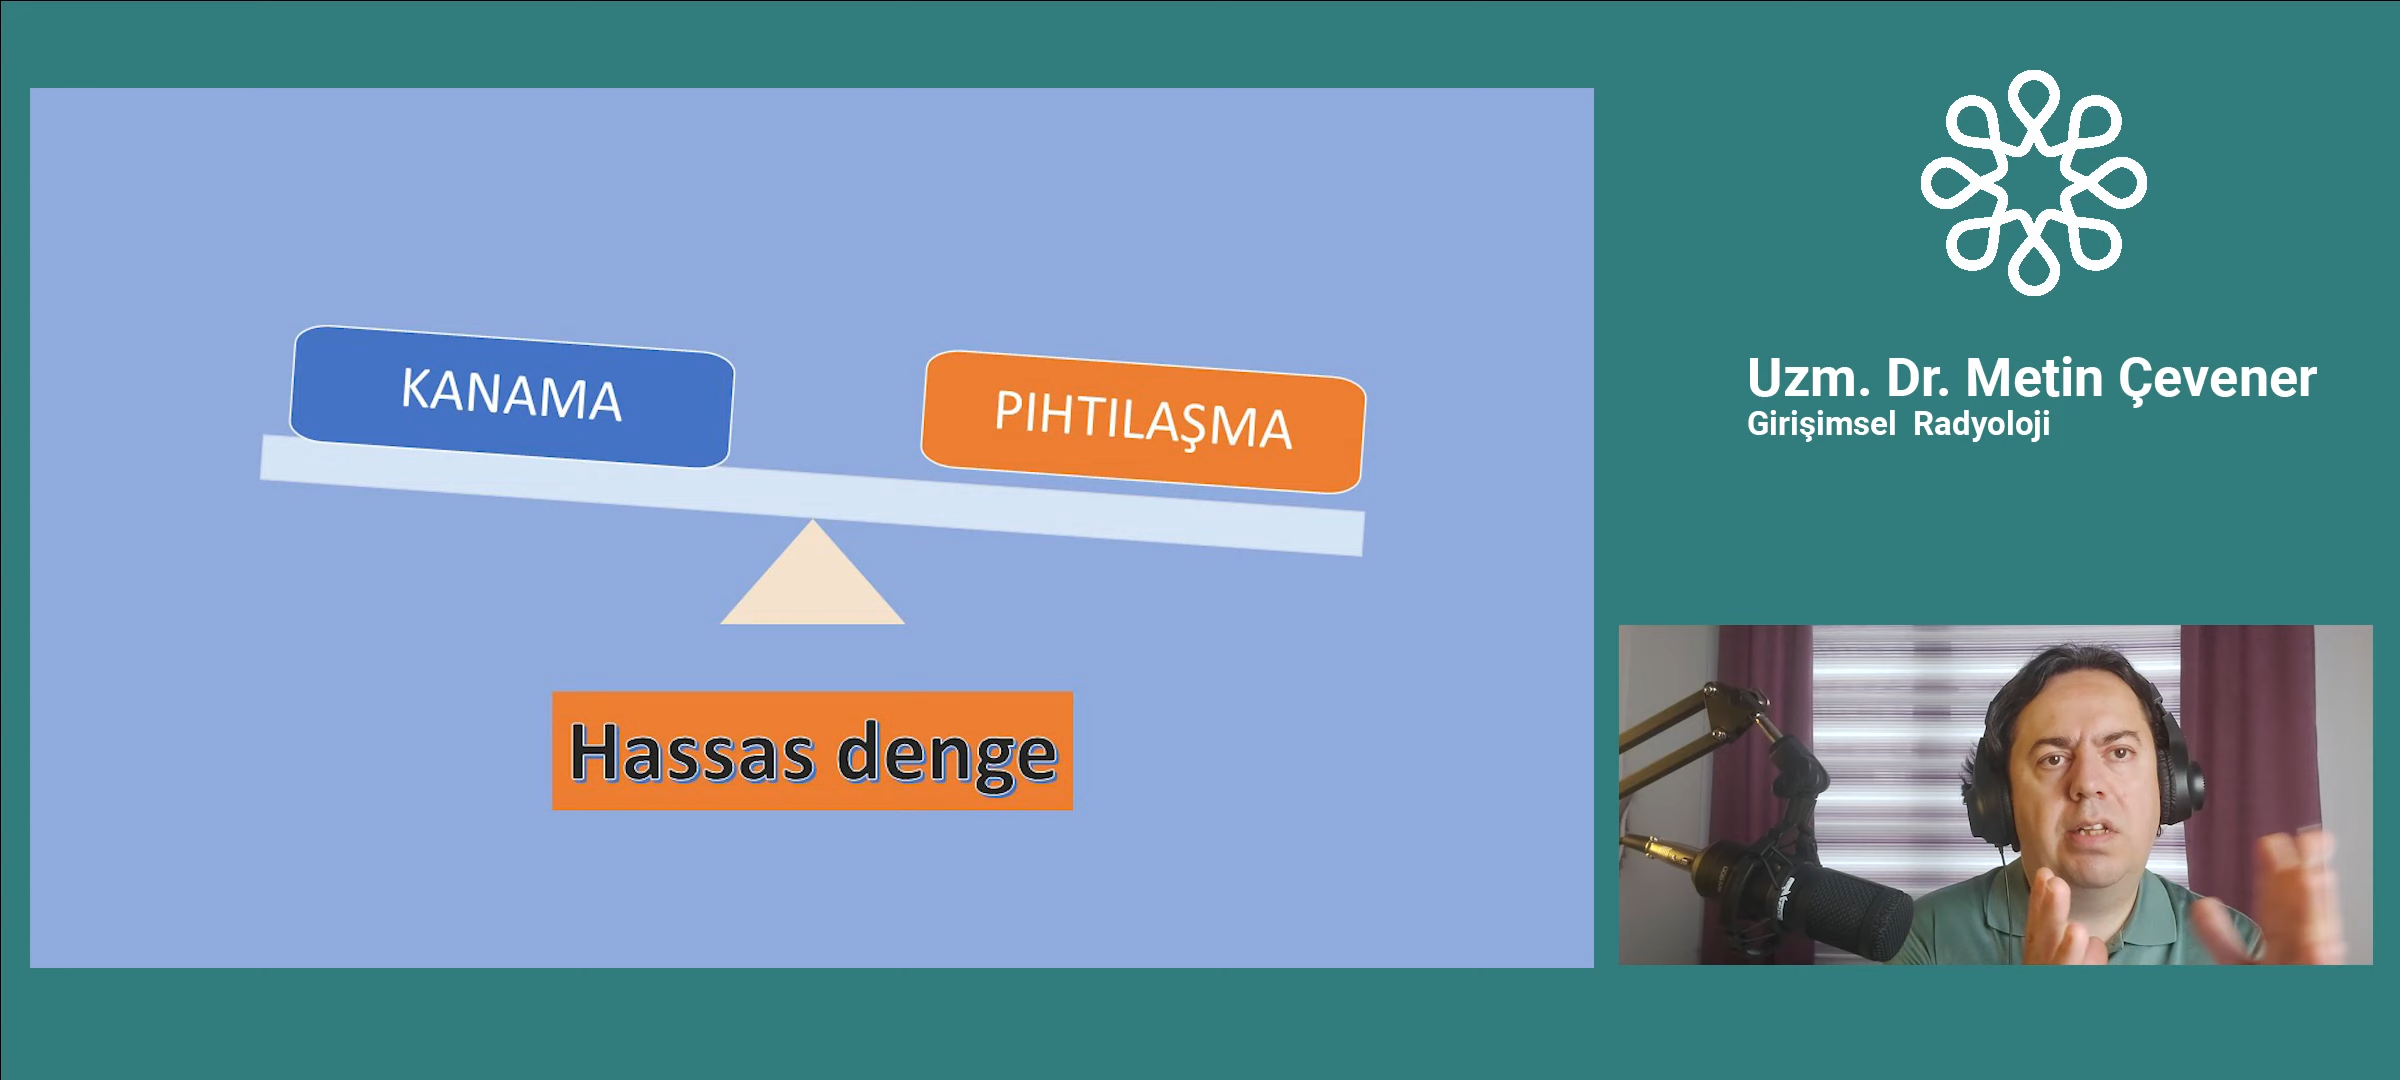 KANAMA
PIHTILAŞMA
Hassas denge
Uzm. Dr. Metin Çevener
Girişimsel Radyoloji